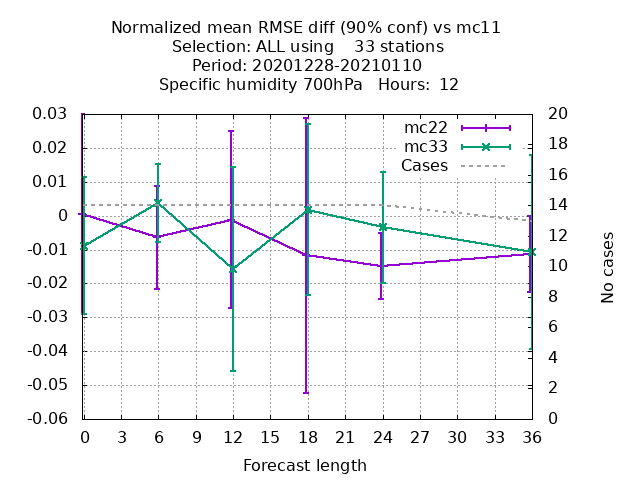 Normalized mean RMSE diff (90% conf) vs mc11
Selection: ALL using    33 stations
Period: 20201228-20210110
Specific humidity 700hPa   Hours:  12
mc22
mc33
Cases
0.03
0.02
0.01
0
-0.01
-0.02
-0.03
-0.04
-0.05
-0.06
20
18
16
14
12
10
8
6
4
2
0
No cases
0 3 6 9 12 15 18 21 24 27 30 33 36
Forecast length